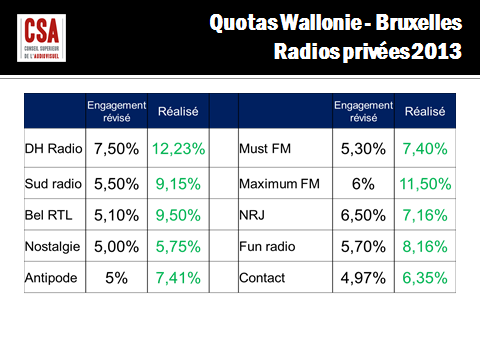 CSA
CONSEIL SUPERIEUR
DE L'AUDIOVISUEL
Quotas Wallonie - Bruxelles
Radios privées 2013
Engagement révisé Réalisé Engagement révisé Réalisé
DH Radio 7,50% 12,23% Must FM 5,30% 7,40%
Sud radio 5,50% 9,15% Maximum FM 6% 11,50%
Bel RTL 5,10% 9,50% NRJ 6,50% 7,16%
Nostalgie 5,00% 5,75% Fun radio 5,70% 8,16%
Antipode 5% 7,41% Contact 4,97% 6,35%